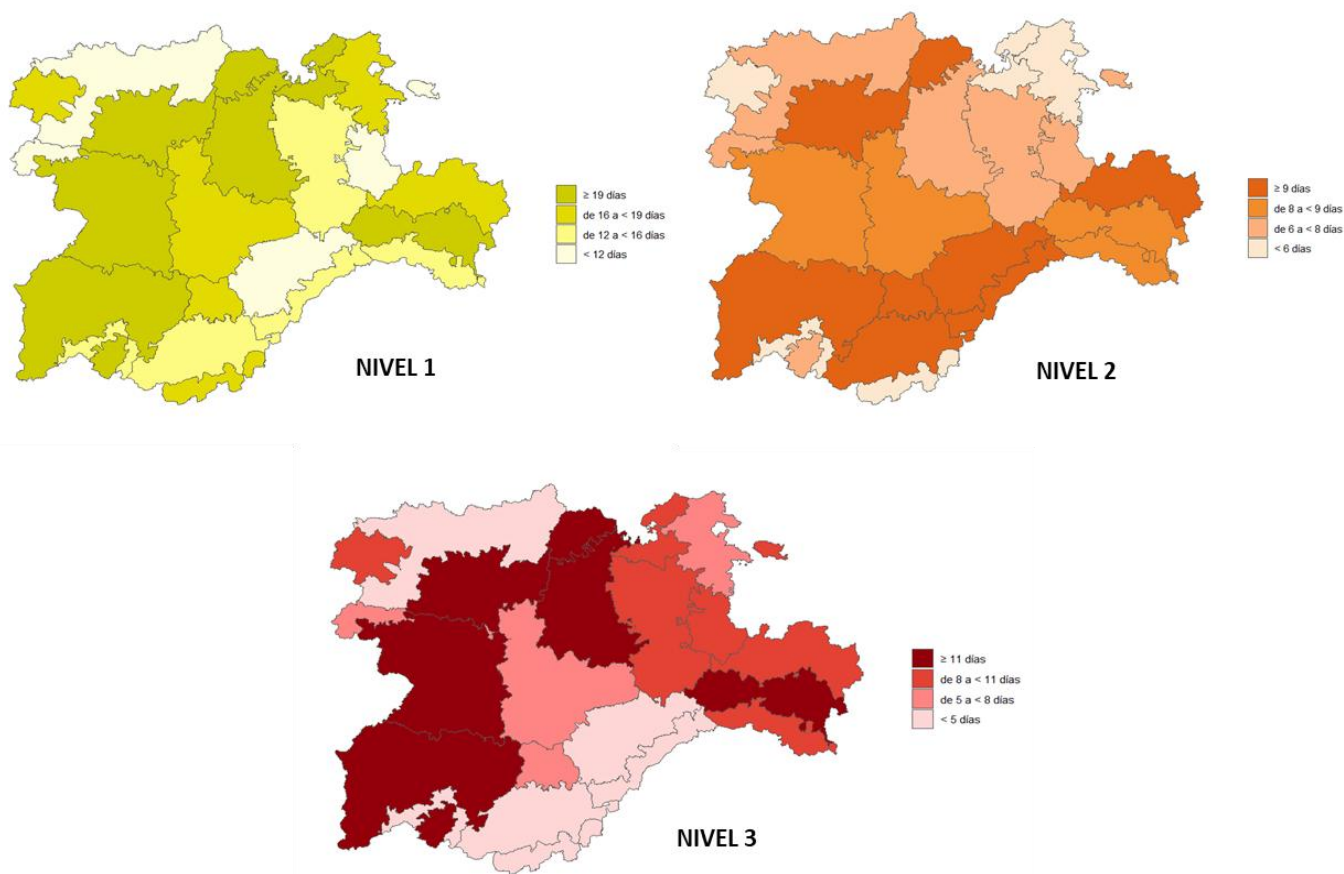 ≥ 19 días
de 16 a < 19 días
de 12 a < 16 días
< 12 días
NIVEL 1
≥ 9 días
de 8 a < 9 días
de 6 a < 8 días
< 6 días
NIVEL 2
≥ 11 días
de 8 a < 11 días
de 5 a < 8 días
< 5 días
NIVEL 3